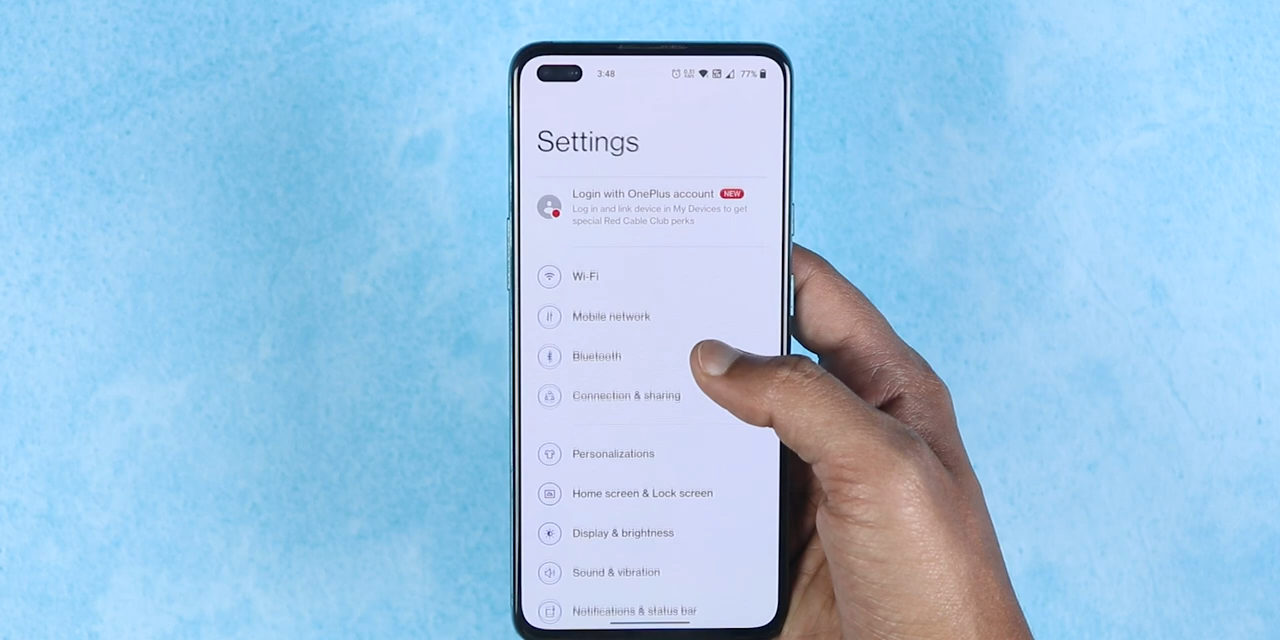 3:48
77%
Settings
Login with OnePlus account NEW
Log in and link device in My Devices to get
special Red Cable Club perks
Wi-Fi
Mobile network
Bluetooth
Connection & sharing
Personalizations
Home screen & Lock screen
Display & brightness
Sound & vibration
Notifications & status bar